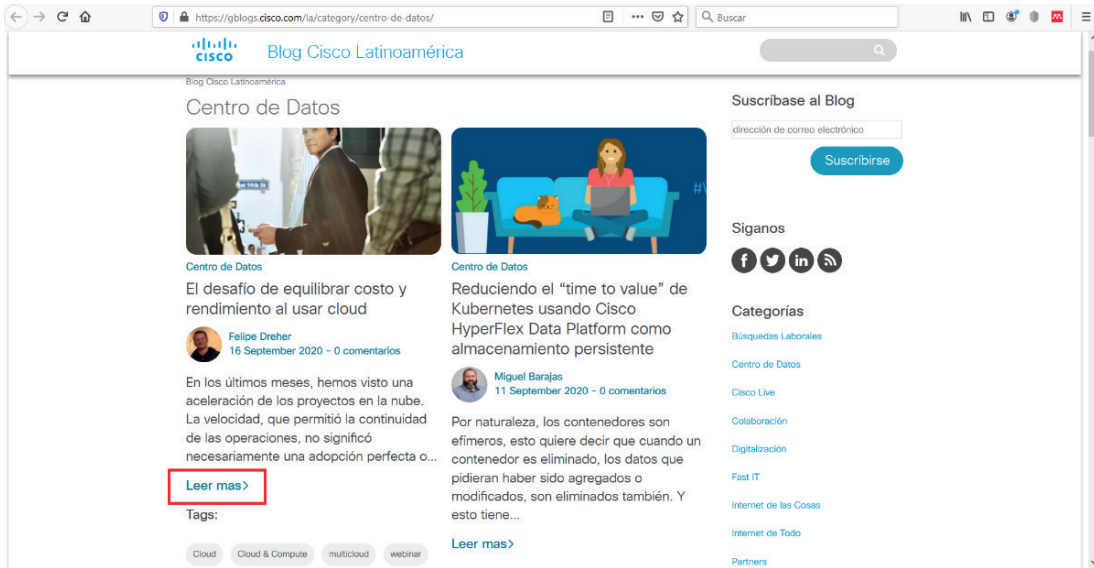 https://gblogs.cisco.com/la/category/centro-de-datos/
Buscar
CISCO
Blog Cisco Latinoamérica
Blog Cisco Latinoamérica
Centro de Datos
Centro de Datos
El desafío de equilibrar costo y
rendimiento al usar cloud
Felipe Dreher
16 September 2020 - 0 comentarios
En los últimos meses, hemos visto una
aceleración de los proyectos en la nube.
La velocidad, que permitió la continuidad
de las operaciones, no significó
necesariamente una adopción perfecta o...
Leer mas>
Tags:
Cloud
Cloud & Compute
multicloud
webinar
Centro de Datos
Reduciendo el “time to value” de
Kubernetes usando Cisco
HyperFlex Data Platform como
almacenamiento persistente
Miguel Barajas
11 September 2020 - 0 comentarios
Por naturaleza, los contenedores son
efímeros, esto quiere decir que cuando un
contenedor es eliminado, los datos que
pidieran haber sido agregados o
modificados, son eliminados también. Y
esto tiene...
Leer mas>
Suscríbase al Blog
dirección de correo electrónico
Suscríbirse
Siganos
Categorías
Búsquedas Laborales
Centro de Datos
Cisco Live
Colaboración
Digitalización
Fast IT
Internet de las Cosas
Internet de Todo
Partners